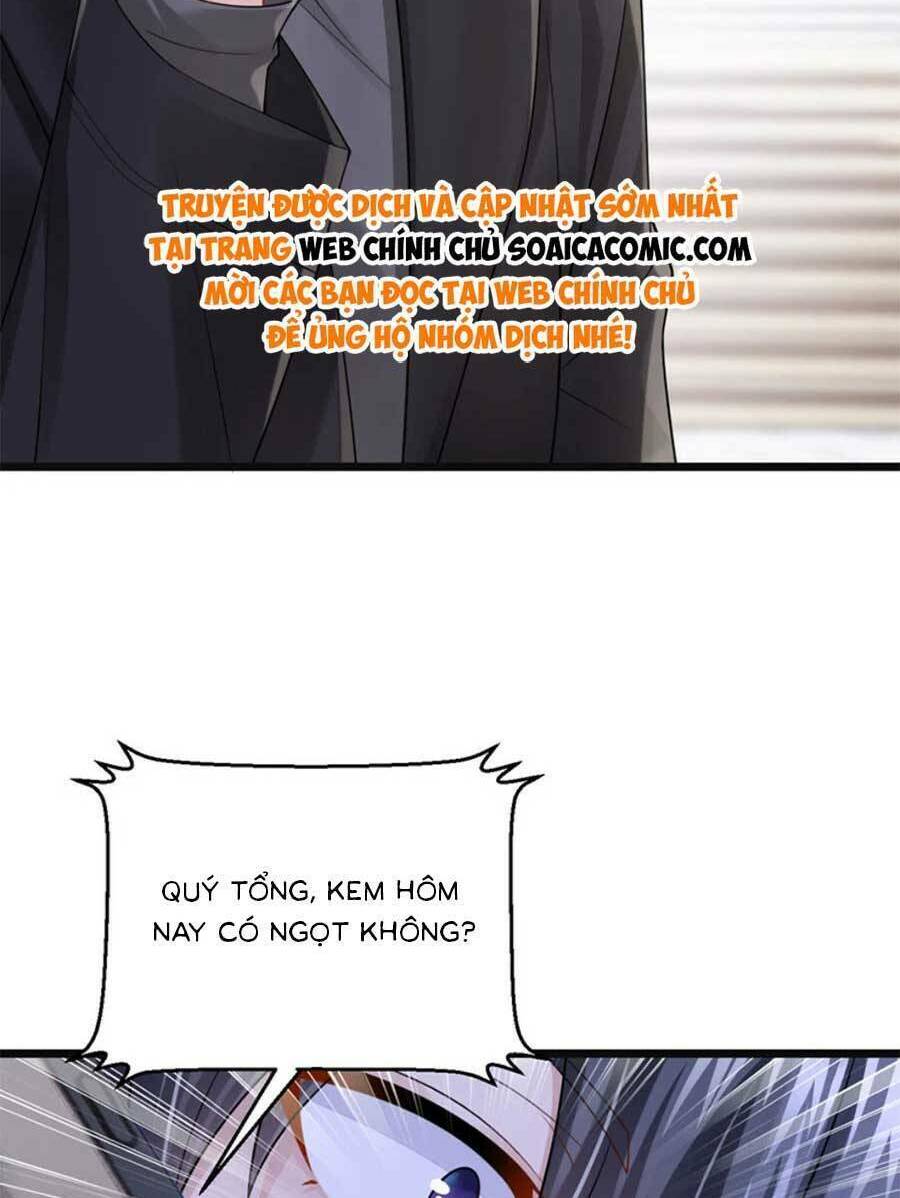 TRUYỆN ĐƯỢC DỊCH VÀ CẬP NHẬT SỚM NHẤT
TẠI TRANG WEB CHÍNH CHỦ SOAICACOMIC.COM
MỜI CÁC BẠN ĐỌC TẠI WEB CHÍNH CHỦ
ĐỂ ỦNG HỘ NHÓM DỊCH NHÉ!
QUÝ TỔNG, KEM HÔM
NAY CÓ NGỌT KHÔNG?